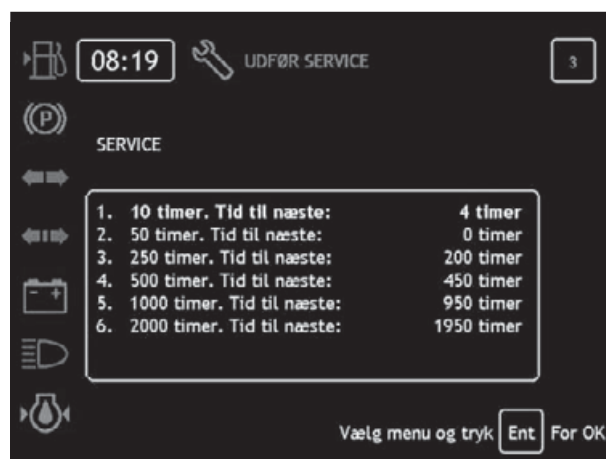 08:19 UDFØR SERVICE 3
(P)
SERVICE
1. 10 timer. Tid til næste: 4 timer
2. 50 timer. Tid til næste: 0 timer
3. 250 timer. Tid til næste: 200 timer
4. 500 timer. Tid til næste: 450 timer
5. 1000 timer. Tid til næste: 950 timer
6. 2000 timer. Tid til næste: 1950 timer
Vælg menu og tryk Ent For OK